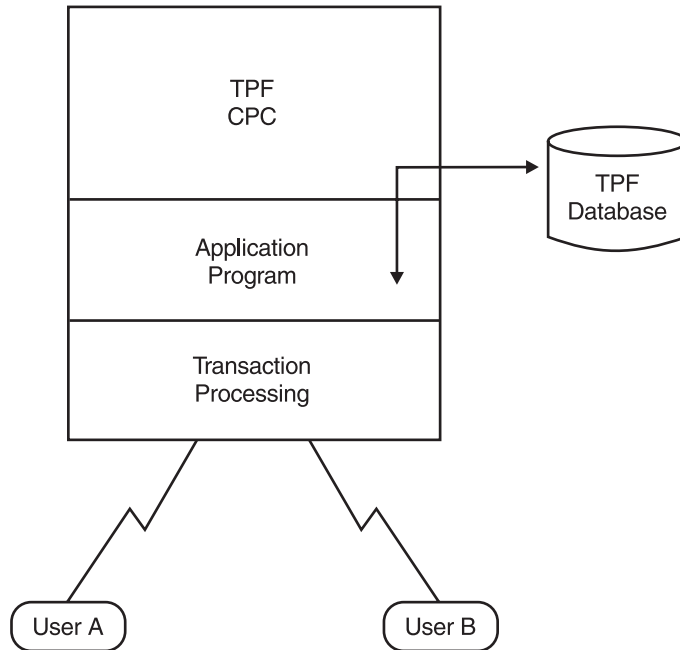 TPF
CPC
TPF
Database
Application
Program
Transaction
Processing
User A
User B